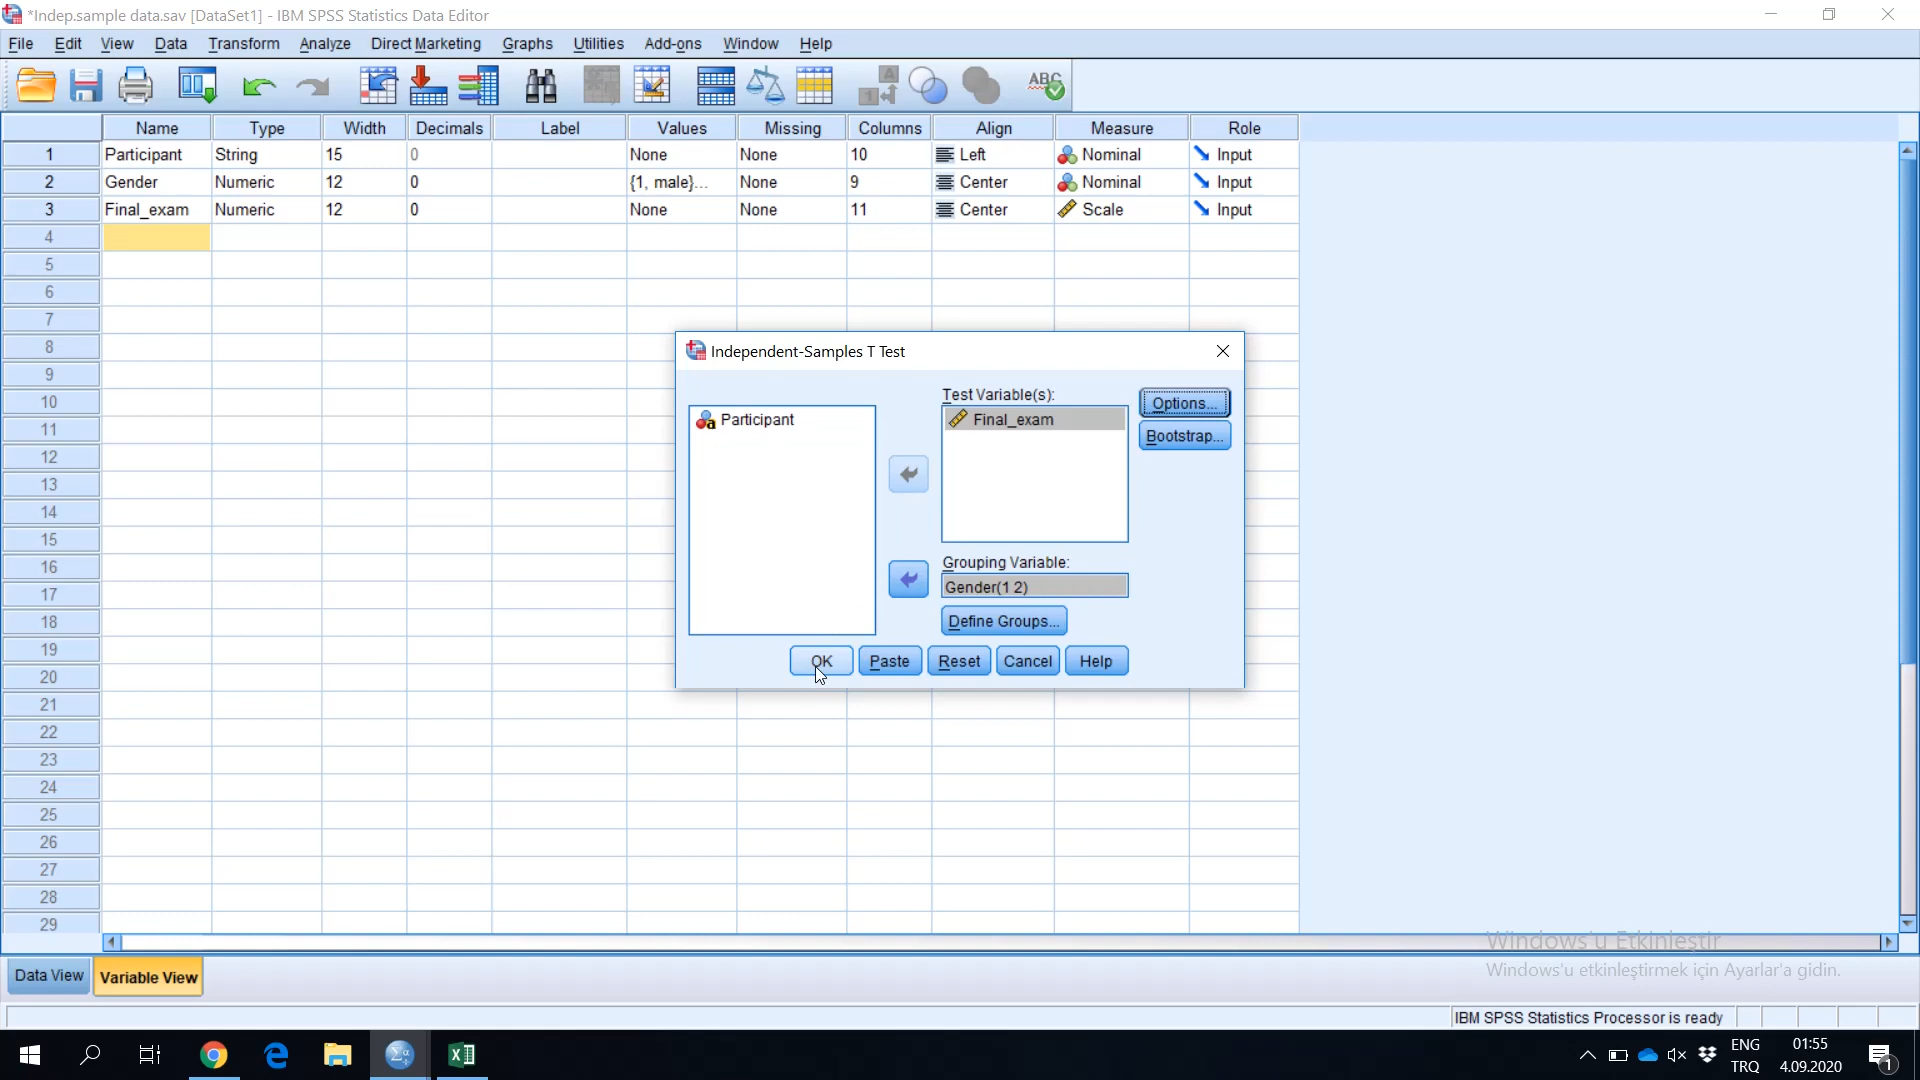 *Indep.sample data.sav [DataSet1] - IBM SPSS Statistics Data Editor
File Edit View Data Transform Analyze Direct Marketing Graphs Utilities Add-ons Window Help
A
1
ABC
Name Type Width Decimals Label Values Missing Columns Align Measure Role
1 Participant String 15 0 None None 10 Left Nominal Input
2 Gender Numeric 12 0 {1, male}... None 9 Center Nominal Input
3 Final_exam Numeric 12 0 None None 11 Center Scale Input
4
5
6
7
8
9
10
11
12
13
14
15
16
17
18
19
20
21
22
23
24
25
26
27
28
29
Independent-Samples T Test
Test Variable(s):
a Participant
Final_exam
Options...
Bootstrap...
Grouping Variable:
Gender(1 2)
Define Groups...
OK Paste Reset Cancel Help
Windows'u Etkinleştir
Windows'u etkinleştirmek için Ayarlar'a gidin.
Data View Variable View
IBM SPSS Statistics Processor is ready
ENG
TRQ
01:55
4.09.2020
1